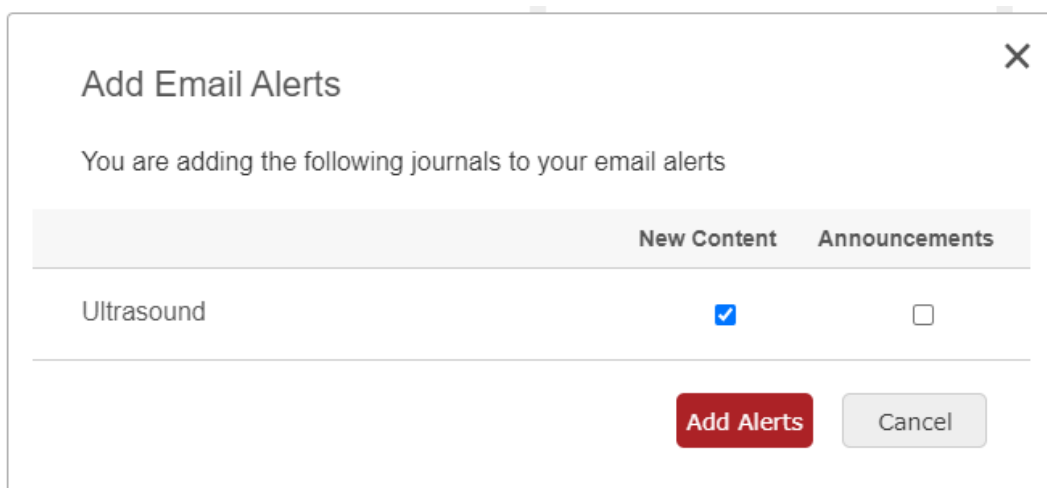 Add Email Alerts
You are adding the following journals to your email alerts
New Content Announcements
Ultrasound
Add Alerts Cancel